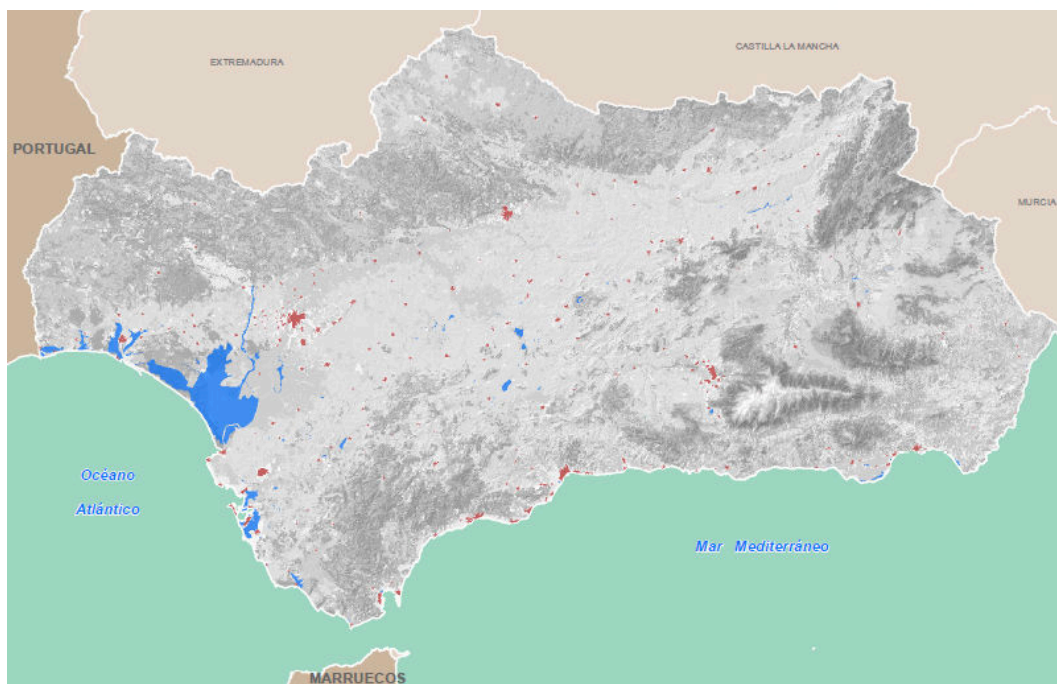 CASTILLA LA MANCHA
EXTREMADURA
PORTUGAL
MURCIA
Océano
Atlántico
Mar Mediterráneo
MARRUECOS